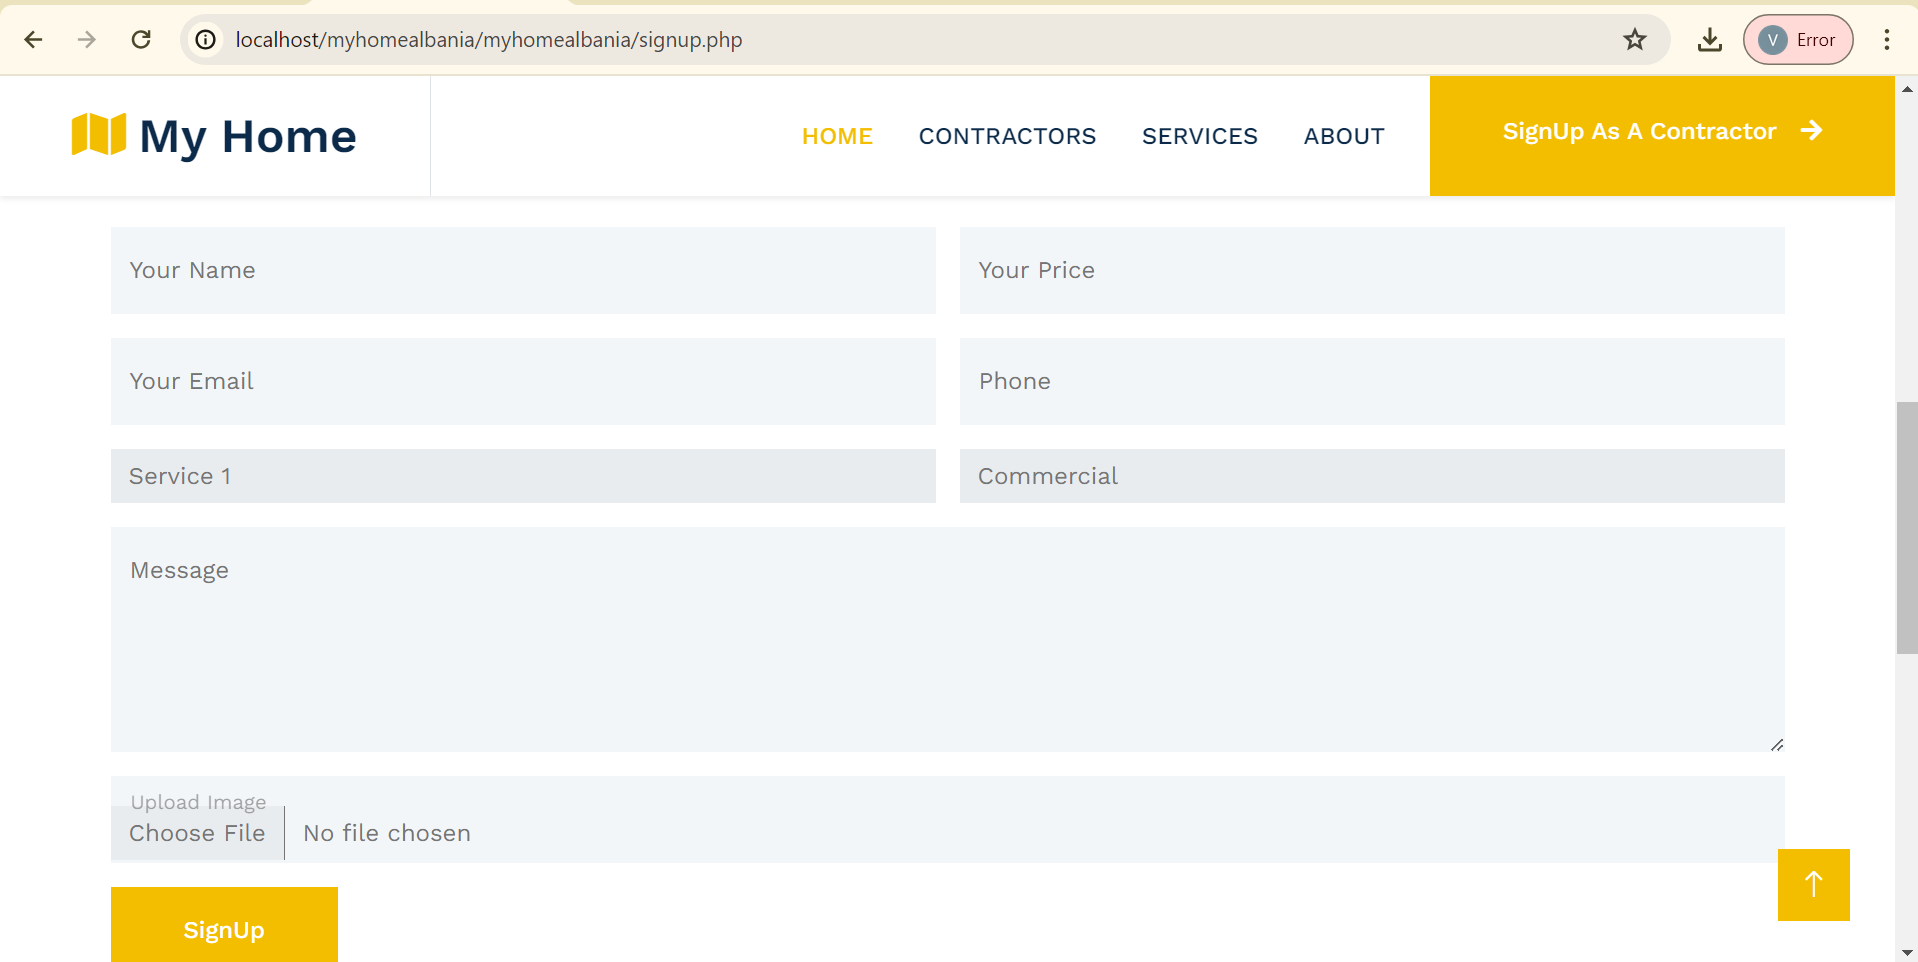 localhost/myhomealbania/myhomealbania/signup.php
V Error
My Home
HOME CONTRACTORS SERVICES ABOUT
SignUp As A Contractor
Your Name
Your Price
Your Email
Phone
Service 1
Commercial
Message
Upload Image
Choose File No file chosen
SignUp